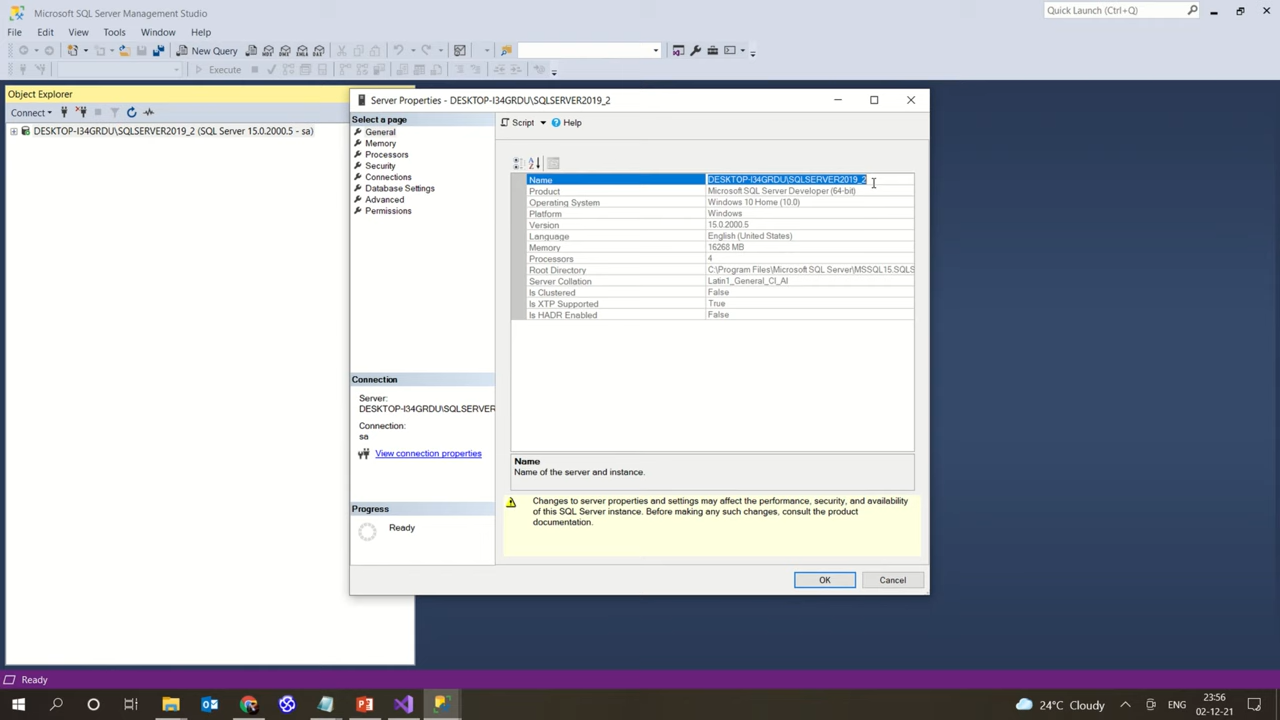 Microsoft SQL Server Management Studio
Quick Launch (Ctrl+Q)
File Edit View Tools Window Help
New Query
Execute
Object Explorer
Connect
DESKTOP-I34GRDU\SQLSERVER2019_2 (SQL Server 15.0.2000.5 - sa)
Server Properties - DESKTOP-I34GRDU\SQLSERVER2019_2
Select a page
General
Memory
Processors
Security
Connections
Database Settings
Advanced
Permissions
Connection
Server:
DESKTOP-I34GRDU\SQLSERVER
Connection:
sa
View connection properties
Progress
Ready
Script Help
Name DESKTOP-I34GRDU\SQLSERVER2019_2
Product Microsoft SQL Server Developer (64-bit)
Operating System Windows 10 Home (10.0)
Platform Windows
Version 15.0.2000.5
Language English (United States)
Memory 16268 MB
Processors 4
Root Directory C:\Program Files\Microsoft SQL Server\MSSQL15.SQLS
Server Collation Latin1_General_CI_AI
Is Clustered False
Is XTP Supported True
Is HADR Enabled False
Name
Name of the server and instance.
Changes to server properties and settings may affect the performance, security, and availability
of this SQL Server instance. Before making any such changes, consult the product
documentation.
OK Cancel
Ready
24°C Cloudy
ENG
23:56
02-12-21